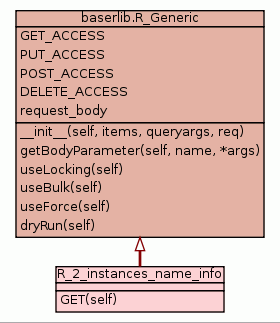 baserlib.R_Generic
GET_ACCESS
PUT_ACCESS
POST_ACCESS
DELETE_ACCESS
request_body
__init__(self, items, queryargs, req)
getBodyParameter(self, name, *args)
useLocking(self)
useBulk(self)
useForce(self)
dryRun(self)
R_2_instances_name_info
GET(self)